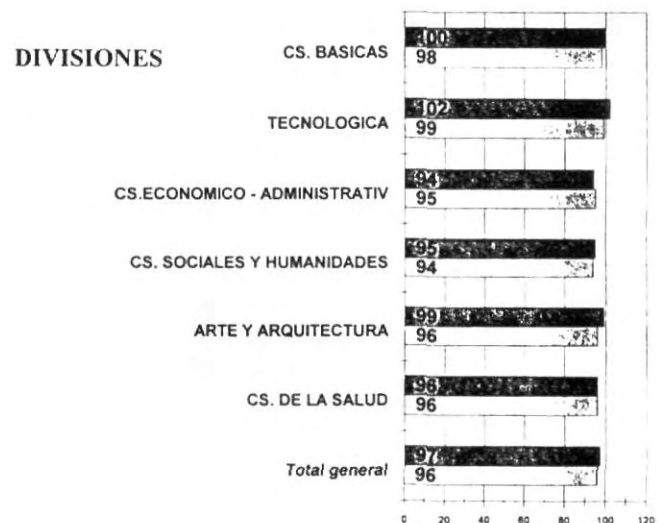 DIVISIONES
CS. BASICAS
100
98
TECNOLOGICA
102
99
CS.ECONOMICO - ADMINISTRATIV
94
95
CS. SOCIALES Y HUMANIDADES
95
94
ARTE Y ARQUITECTURA
99
96
CS. DE LA SALUD
96
96
Total general
97
96
0 20 40 60 80 100 120